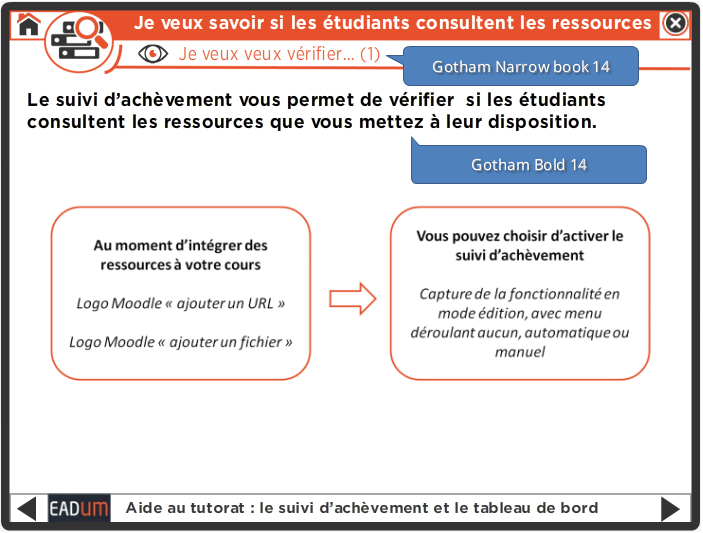 Je veux savoir si les étudiants consultent les ressources
Je veux veux vérifier... (1)
Gotham Narrow book 14
Le suivi d'achèvement vous permet de vérifier si les étudiants
consultent les ressources que vous mettez à leur disposition.
Gotham Bold 14
Au moment d'intégrer des
ressources à votre cours
Logo Moodle « ajouter un URL »
Logo Moodle « ajouter un fichier »
Vous pouvez choisir d'activer le
suivi d'achèvement
Capture de la fonctionnalité en
mode édition, avec menu
déroulant aucun, automatique ou
manuel
EADUM
Aide au tutorat : le suivi d'achèvement et le tableau de bord